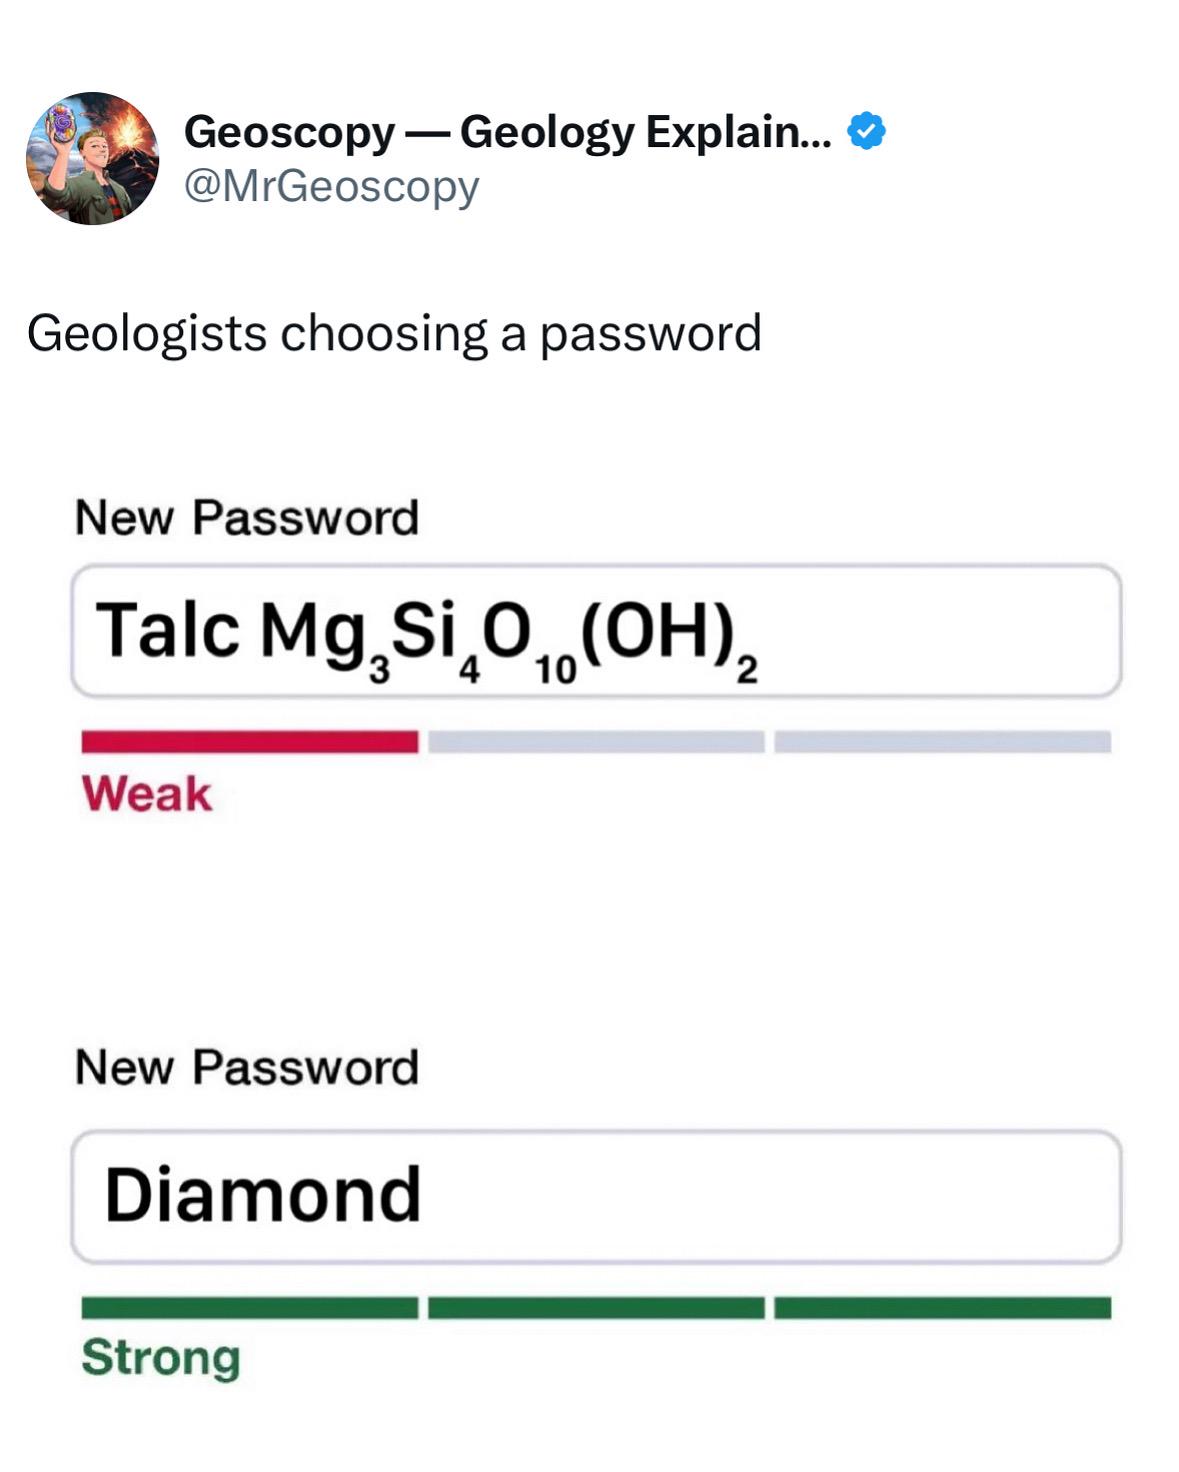 Geoscopy — Geology Explain...
@MrGeoscopy
Geologists choosing a password
New Password
Talc Mg₃Si₄O₁₀(OH)₂
Weak
New Password
Diamond
Strong